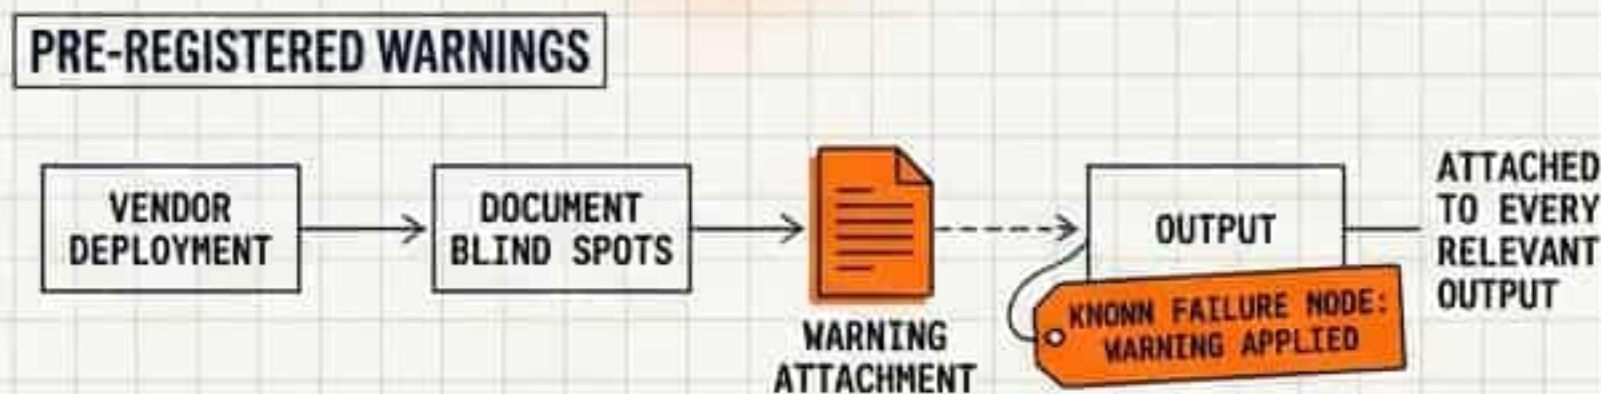 PRE-REGISTERED WARNINGS
VENDOR
DEPLOYMENT
DOCUMENT
BLIND SPOTS
WARNING
ATTACHMENT
OUTPUT
KNONN FAILURE NODE:
WARNING APPLIED
ATTACHED
TO EVERY
RELEVANT
OUTPUT